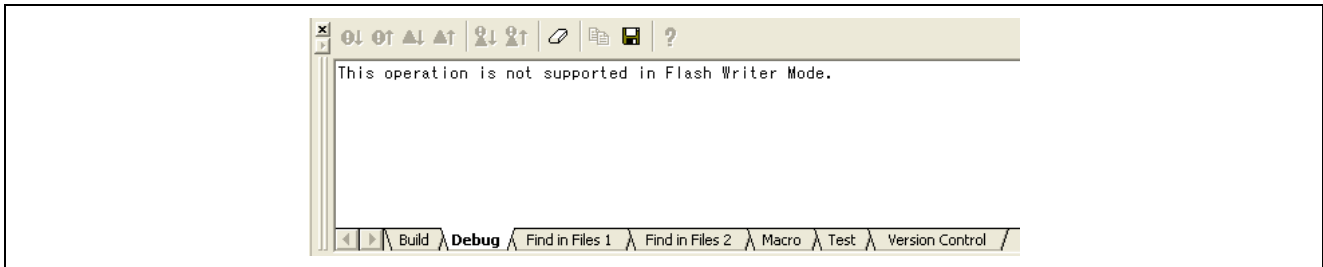 This operation is not supported in Flash Writer Mode.
Build Debug Find in Files 1 Find in Files 2 Macro Test Version Control